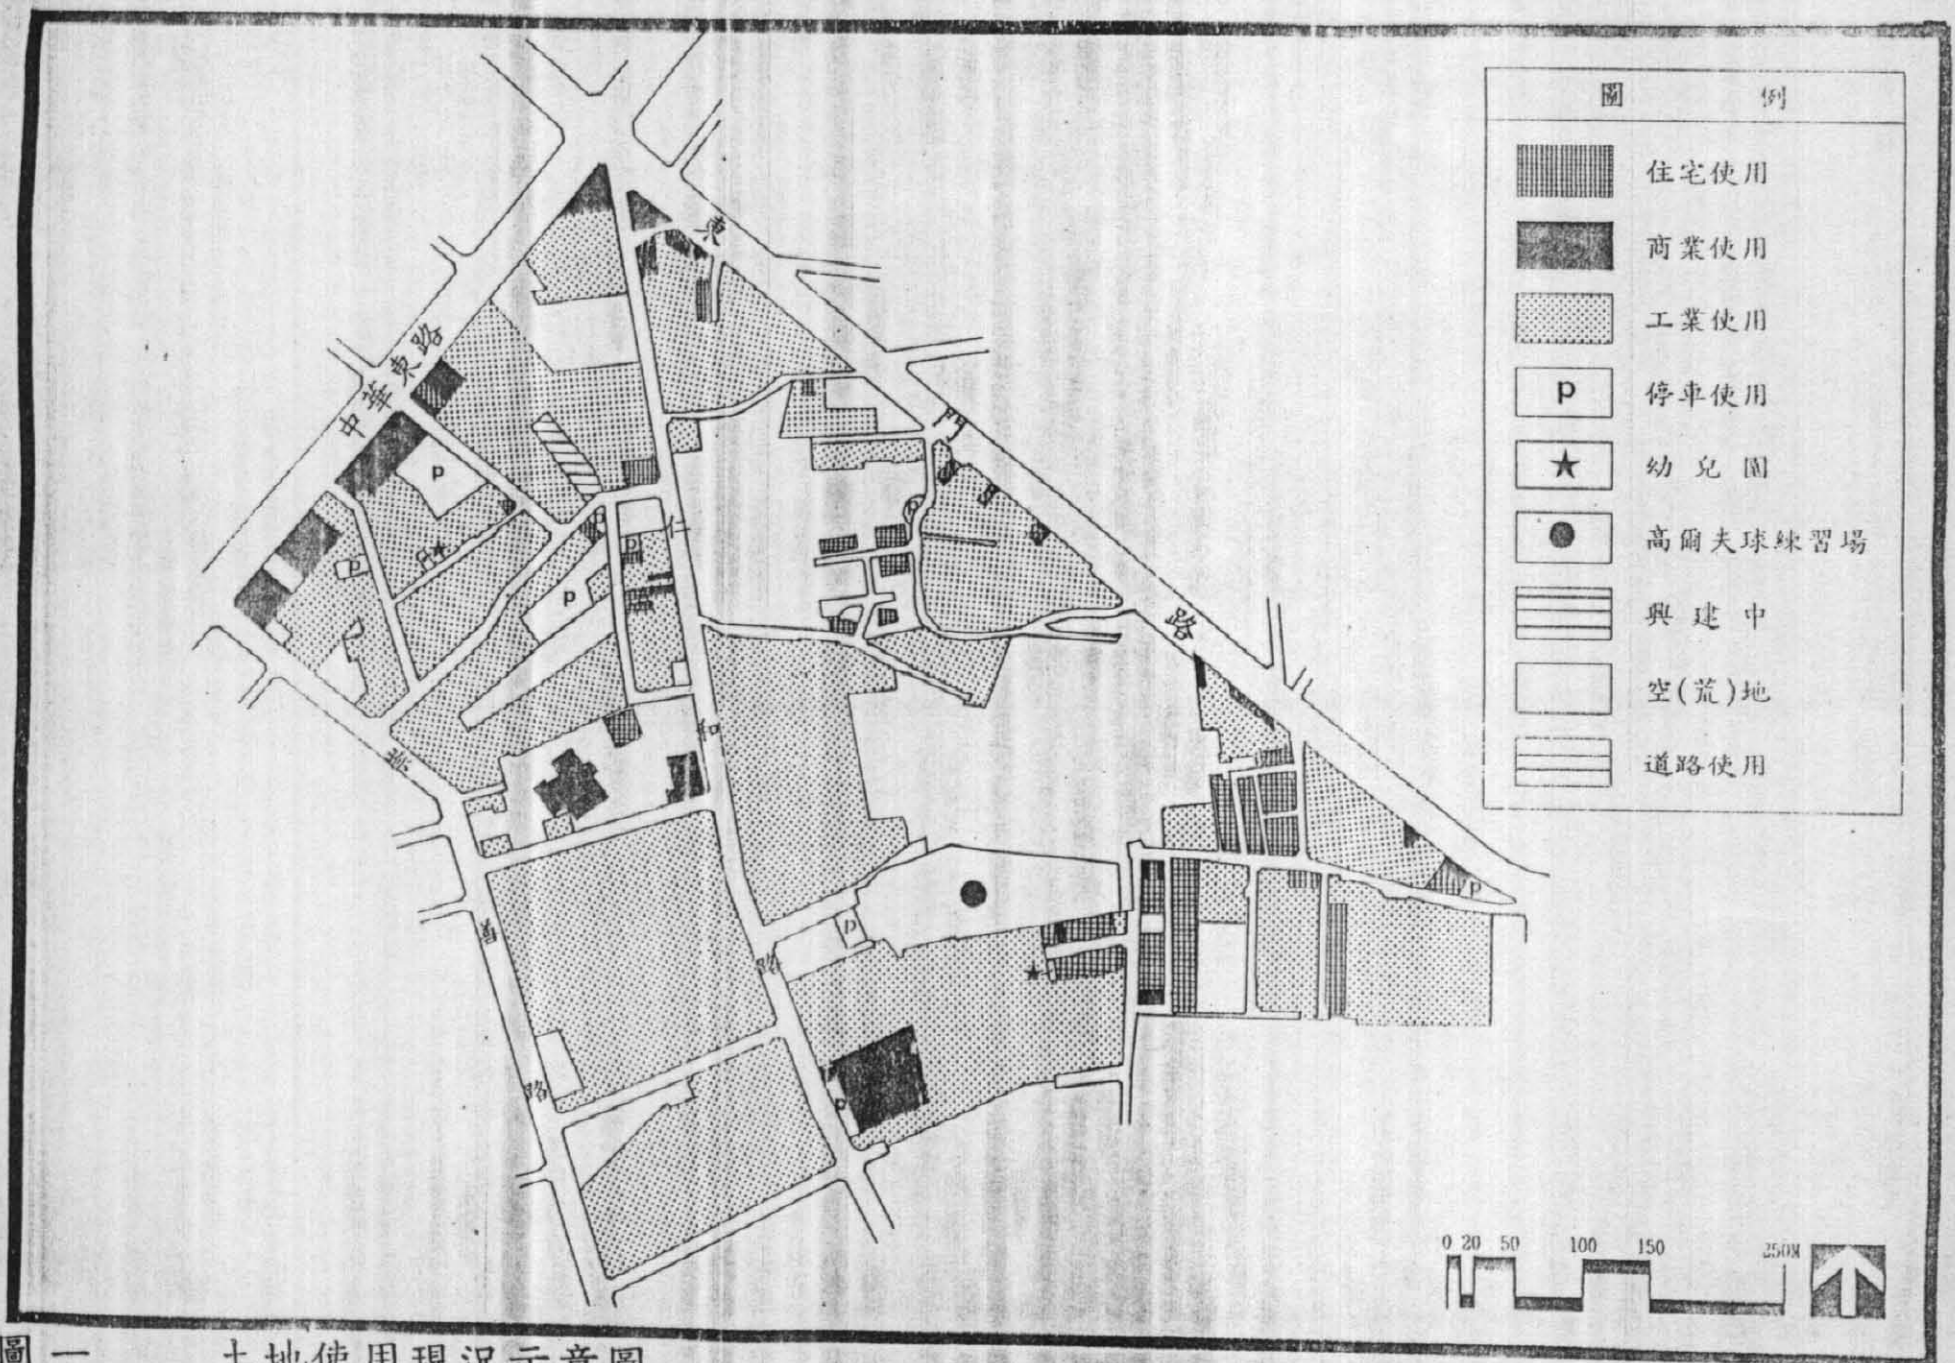 圖例
住宅使用
商業使用
工業使用
P 停車使用
幼兒園
高爾夫球練習場
興建中
空(荒)地
道路使用
中華東路
東門路
仁和路
崇
路
P
P
P
P
P
P
P
P
P
0 20 50 100 150 250M
圖一 土地使用現況示意圖